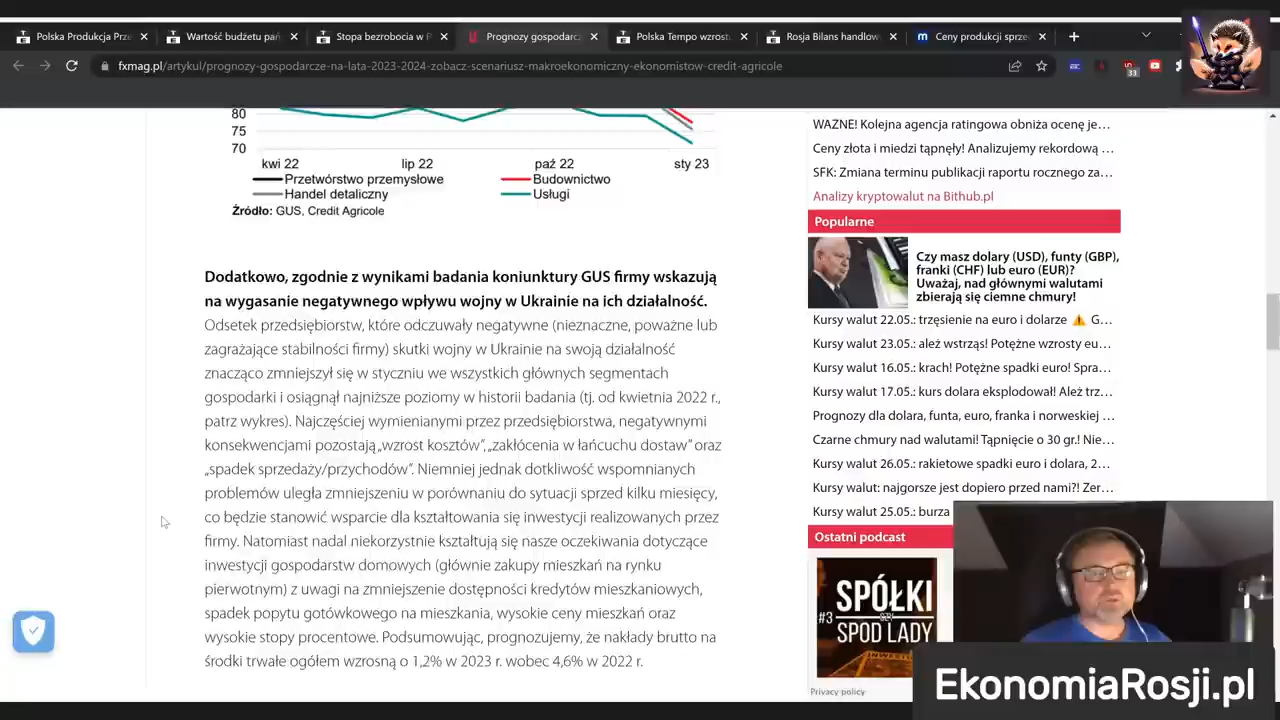 Polska Produkcja Prze
Wartość budżetu pań
Stopa bezrobocia w P
Prognozy gospodarc
Polska Tempo wzrost
Rosja Bilans handlow
Ceny produkcji sprze
fxmag.pl/artykul/prognozy-gospodarcze-na-lata-2023-2024-zobacz-scenariusz-makroekonomiczny-ekonomistow-credit-agricole
33
80
75
70
kwi 22
lip 22
paź 22
sty 23
Przetwórstwo przemysłowe
Budownictwo
Handel detaliczny
Usługi
Źródło: GUS, Credit Agricole
Dodatkowo, zgodnie z wynikami badania koniunktury GUS firmy wskazują
na wygasanie negatywnego wpływu wojny w Ukrainie na ich działalność.
Odsetek przedsiębiorstw, które odczuwały negatywne (nieznaczne, poważne lub
zagrażające stabilności firmy) skutki wojny w Ukrainie na swoją działalność
znacząco zmniejszył się w styczniu we wszystkich głównych segmentach
gospodarki i osiągnął najniższe poziomy w historii badania (tj. od kwietnia 2022 r.,
patrz wykres). Najczęściej wymienianymi przez przedsiębiorstwa, negatywnymi
konsekwencjami pozostają „wzrost kosztów”, „zakłócenia w łańcuchu dostaw” oraz
„spadek sprzedaży/przychodów”. Niemniej jednak dotkliwość wspomnianych
problemów uległa zmniejszeniu w porównaniu do sytuacji sprzed kilku miesięcy,
co będzie stanowić wsparcie dla kształtowania się inwestycji realizowanych przez
firmy. Natomiast nadal niekorzystnie kształtują się nasze oczekiwania dotyczące
inwestycji gospodarstw domowych (głównie zakupy mieszkań na rynku
pierwotnym) z uwagi na zmniejszenie dostępności kredytów mieszkaniowych,
spadek popytu gotówkowego na mieszkania, wysokie ceny mieszkań oraz
wysokie stopy procentowe. Podsumowując, prognozujemy, że nakłady brutto na
środki trwałe ogółem wzrosną o 1,2% w 2023 r. wobec 4,6% w 2022 r.
WAŻNE! Kolejna agencja ratingowa obniża ocenę je…
Ceny złota i miedzi tąpnęły! Analizujemy rekordową …
SFK: Zmiana terminu publikacji raportu rocznego za…
Analizy kryptowalut na Bithub.pl
Popularne
Czy masz dolary (USD), funty (GBP),
franki (CHF) lub euro (EUR)?
Uważaj, nad głównymi walutami
zbierają się ciemne chmury!
Kursy walut 22.05.: trzęsienie na euro i dolarze ⚠️ G…
Kursy walut 23.05.: ależ wstrząs! Potężne wzrosty eu…
Kursy walut 16.05.: krach! Potężne spadki euro! Spra…
Kursy walut 17.05.: kurs dolara eksplodował! Ależ trz…
Prognozy dla dolara, funta, euro, franka i norweskiej …
Czarne chmury nad walutami! Tąpnięcie o 30 gr.! Nie…
Kursy walut 26.05.: rakietowe spadki euro i dolara, 2…
Kursy walut: najgorsze jest dopiero przed nami?! Zer…
Kursy walut 25.05.: burza
Ostatni podcast
SPÓŁKI
#3
SPOD LADY
Privacy policy
EkonomiaRosji.pl